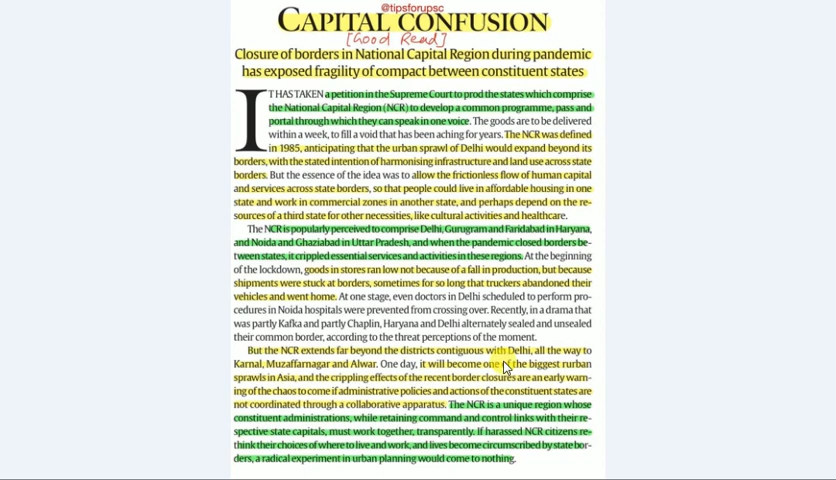 @tipsforupsc
CAPITAL CONFUSION
[Good Read]
Closure of borders in National Capital Region during pandemic
has exposed fragility of compact between constituent states
IT HAS TAKEN a petition in the Supreme Court to prod the states which comprise
the National Capital Region (NCR) to develop a common programme, pass and
portal through which they can speak in one voice. The goods are to be delivered
within a week, to fill a void that has been aching for years. The NCR was defined
in 1985, anticipating that the urban sprawl of Delhi would expand beyond its
borders, with the stated intention of harmonising infrastructure and land use across state
borders. But the essence of the idea was to allow the frictionless flow of human capital
and services across state borders, so that people could live in affordable housing in one
state and work in commercial zones in another state, and perhaps depend on the re-
sources of a third state for other necessities, like cultural activities and healthcare.
The NCR is popularly perceived to comprise Delhi, Gurugram and Faridabad in Haryana,
and Noida and Ghaziabad in Uttar Pradesh, and when the pandemic closed borders be-
tween states, it crippled essential services and activities in these regions. At the beginning
of the lockdown, goods in stores ran low not because of a fall in production, but because
shipments were stuck at borders, sometimes for so long that truckers abandoned their
vehicles and went home. At one stage, even doctors in Delhi scheduled to perform pro-
cedures in Noida hospitals were prevented from crossing over. Recently, in a drama that
was partly Kafka and partly Chaplin, Haryana and Delhi alternately sealed and unsealed
their common border, according to the threat perceptions of the moment.
But the NCR extends far beyond the districts contiguous with Delhi, all the way to
Karnal, Muzaffarnagar and Alwar. One day, it will become one of the biggest rurban
sprawls in Asia, and the crippling effects of the recent border closures are an early warn-
ing of the chaos to come if administrative policies and actions of the constituent states are
not coordinated through a collaborative apparatus. The NCR is a unique region whose
constituent administrations, while retaining command and control links with their re-
spective state capitals, must work together, transparently. If harassed NCR citizens re-
think their choices of where to live and work, and lives become circumscribed by state bor-
ders, a radical experiment in urban planning would come to nothing.